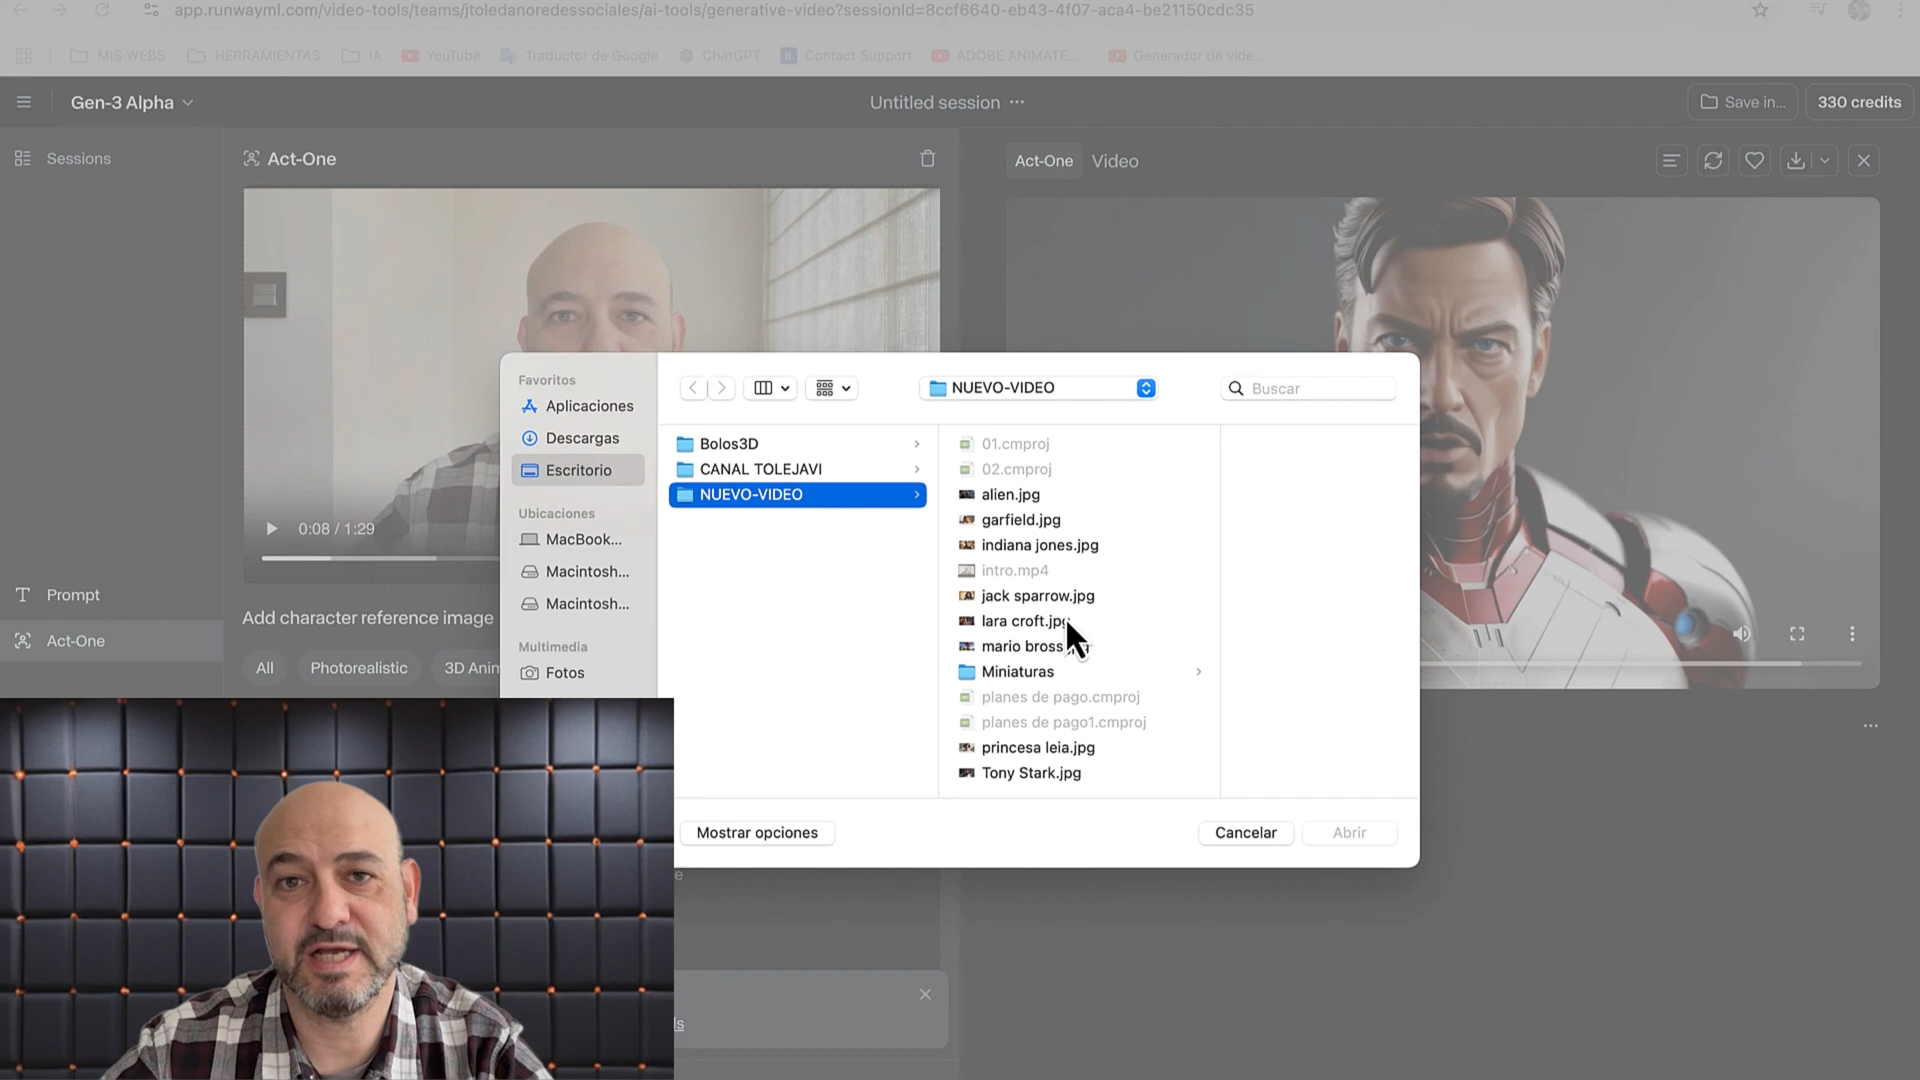 app.runwayml.com/video-tools/teams/jtoledanoredessociales/ai-tools/generative-video?sessionId=8ccf6640-eb43-4f07-aca4-be21150cdc35
MIS WEBS
HERRAMIENTAS
IA
YouTube
Traductor de Google
ChatGPT
Contact Support
ADOBE ANIMATE...
Generador de vide...
Gen-3 Alpha
Untitled session ...
Save in...
330 credits
Sessions
Act-One
Act-One
Video
Favoritos
Aplicaciones
Descargas
Escritorio
Ubicaciones
MacBook...
Macintosh...
Macintosh...
Multimedia
Fotos
NUEVO-VIDEO
Buscar
Bolos3D
CANAL TOLEJAVI
NUEVO-VIDEO
01.cmproj
02.cmproj
alien.jpg
garfield.jpg
indiana jones.jpg
intro.mp4
jack sparrow.jpg
lara croft.jpg
mario bross
Miniaturas
planes de pago.cmproj
planes de pago1.cmproj
princesa leia.jpg
Tony Stark.jpg
0:08 / 1:29
Prompt
Act-One
Add character reference image
All
Photorealistic
3D Anim
Mostrar opciones
Cancelar
Abrir
e
ls